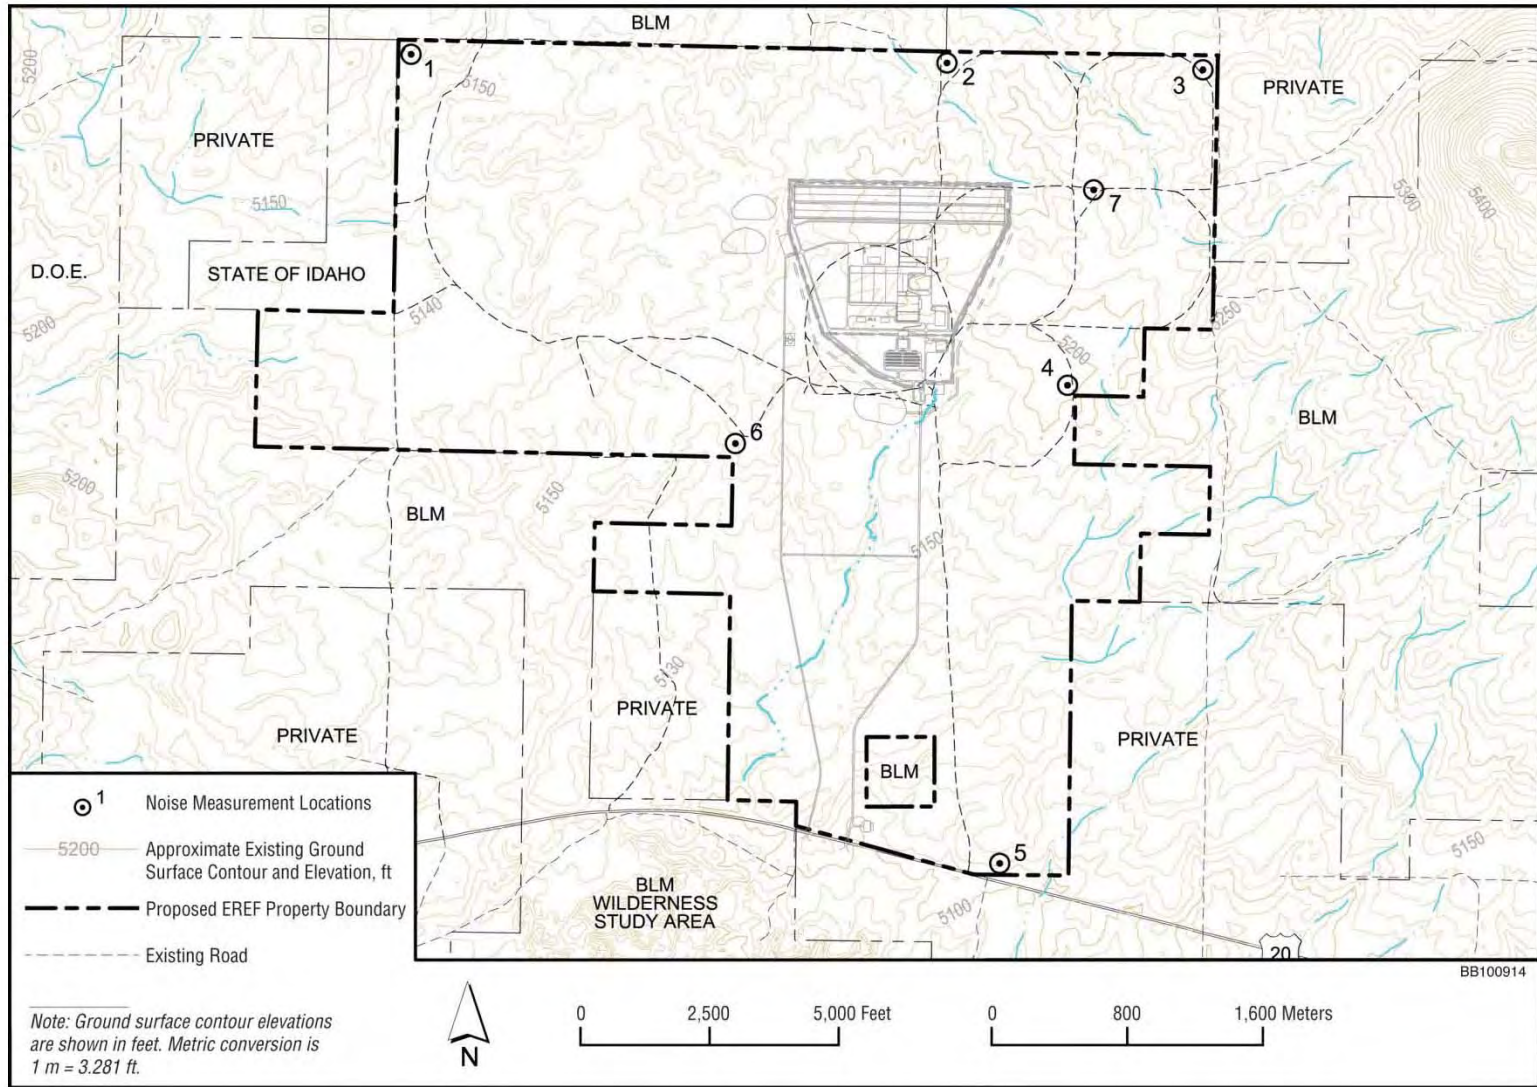 BLM
5200
1
2
3
5150
PRIVATE
PRIVATE
5150
7
5300
5400
D.O.E.
STATE OF IDAHO
5140
5200
5250
5200
4
BLM
6
5200
5150
BLM
5150
5130
PRIVATE
PRIVATE
PRIVATE
BLM
5
5150
BLM
WILDERNESS
STUDY AREA
5100
20
1 Noise Measurement Locations
5200 Approximate Existing Ground
Surface Contour and Elevation, ft
Proposed EREF Property Boundary
Existing Road
BB100914
Note: Ground surface contour elevations
are shown in feet. Metric conversion is
1 m = 3.281 ft.
N
0 2,500 5,000 Feet
0 800 1,600 Meters